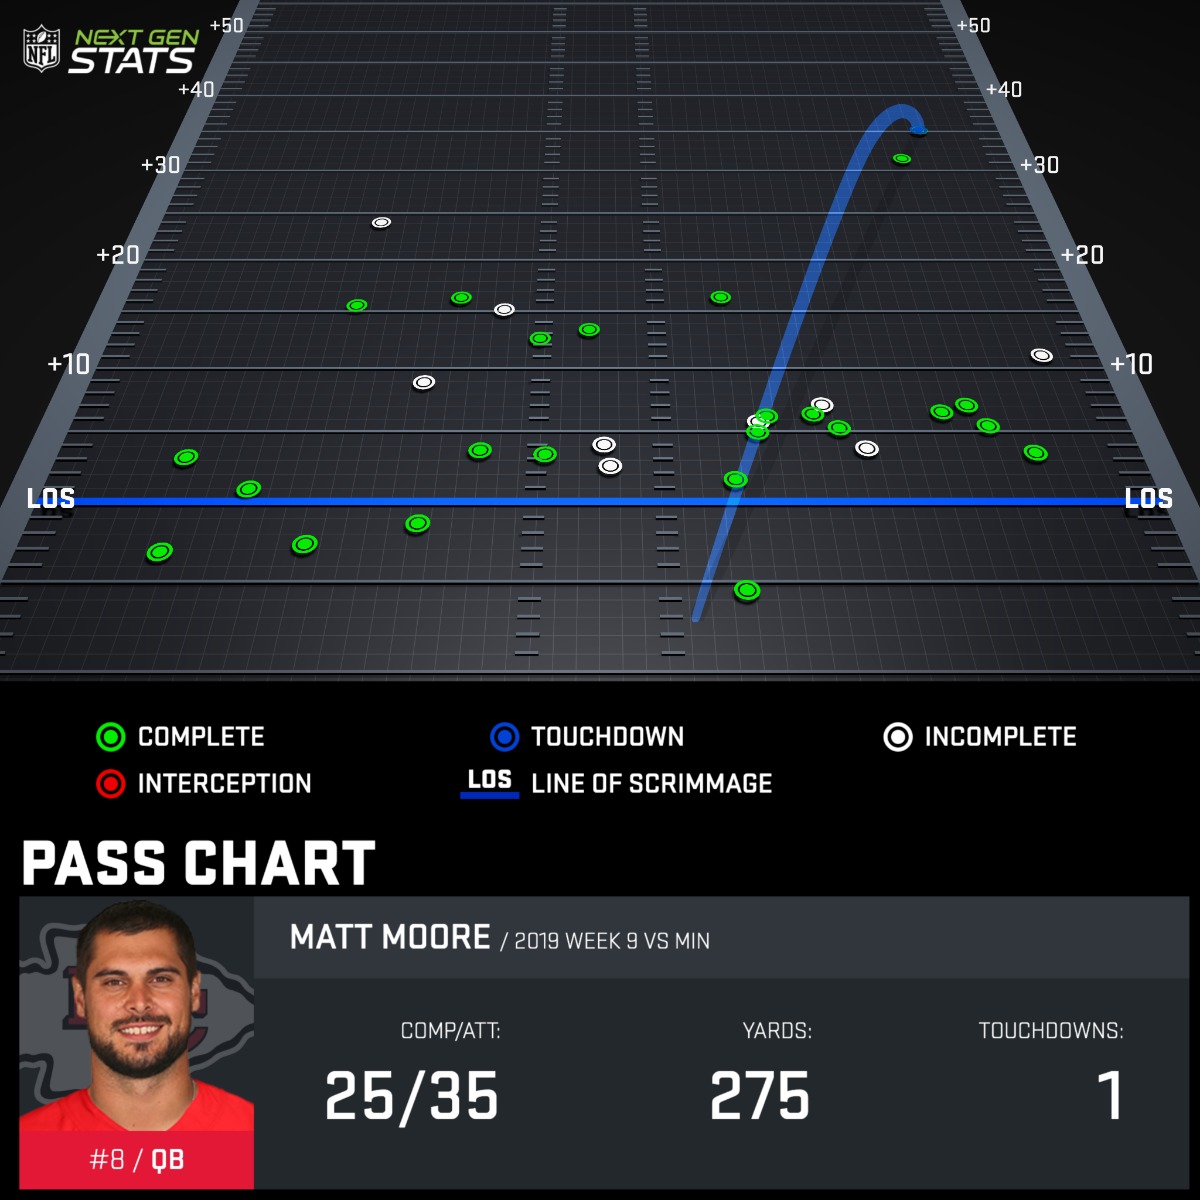 NFL
NEXT GEN
STATS
+50 +50
+40 +40
+30 +30
+20 +20
+10 +10
LOS LOS
COMPLETE TOUCHDOWN INCOMPLETE
INTERCEPTION LOS LINE OF SCRIMMAGE
PASS CHART
MATT MOORE / 2019 WEEK 9 VS MIN
COMP/ATT: YARDS: TOUCHDOWNS:
25/35 275 1
#8 / QB